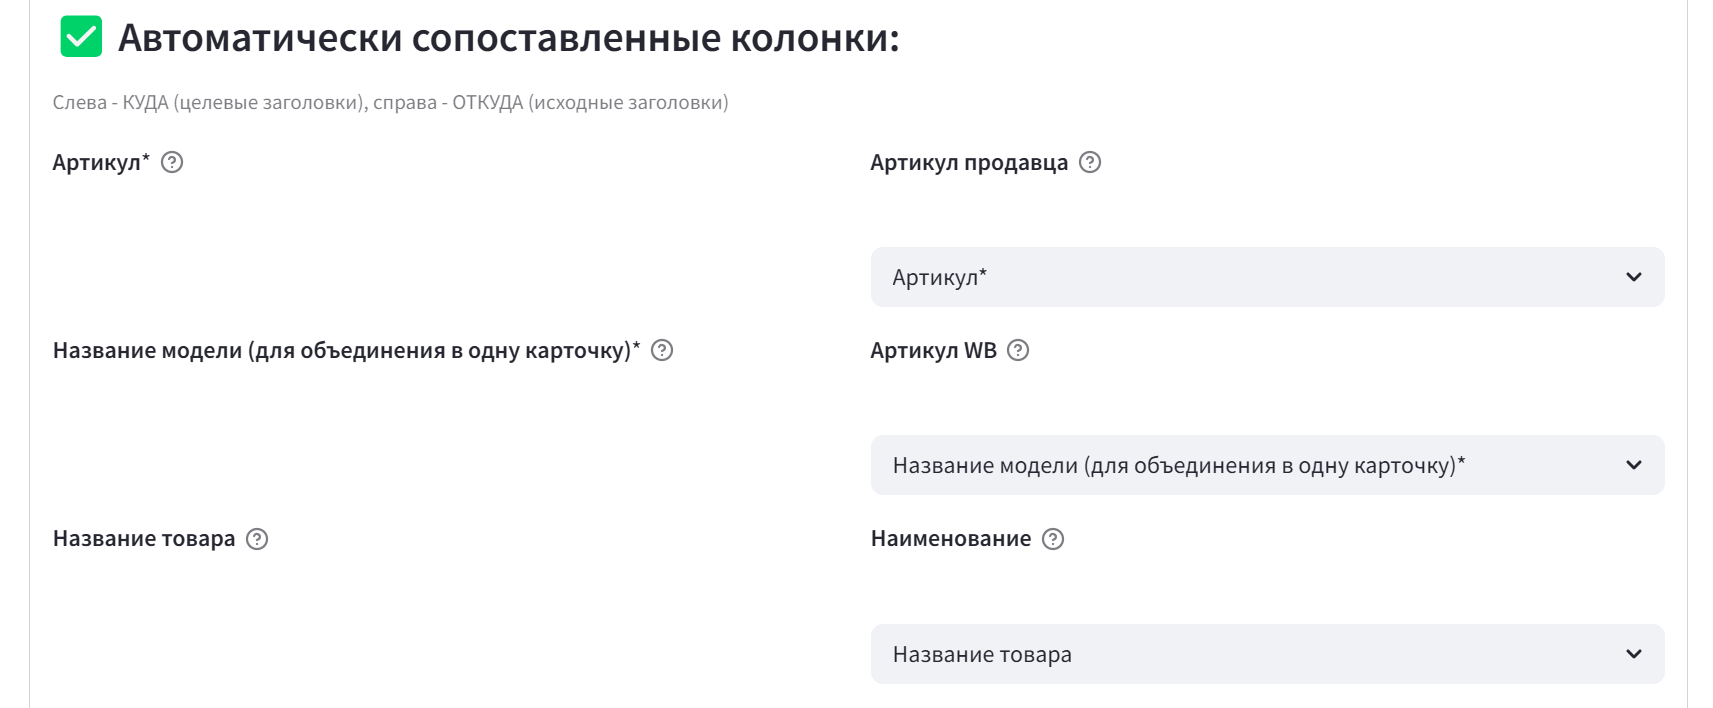 Автоматически сопоставленные колонки:
Слева - КУДА (целевые заголовки), справа - ОТКУДА (исходные заголовки)
Артикул*
Артикул продавца
Артикул*
Название модели (для объединения в одну карточку)*
Артикул WB
Название модели (для объединения в одну карточку)*
Название товара
Наименование
Название товара